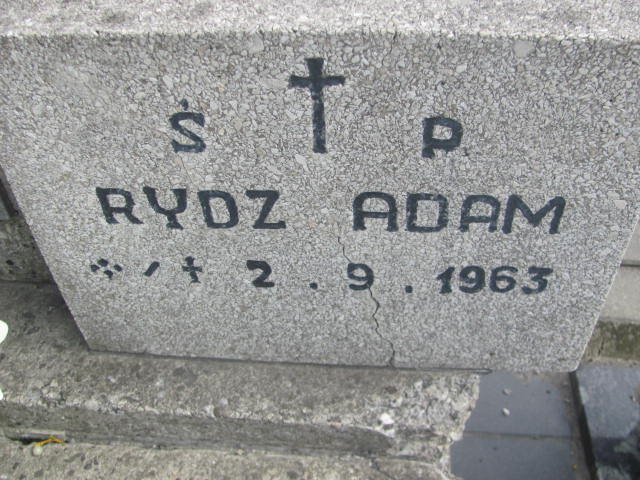 Ś P.
RYDZ ADAM
* / † 2.9.1963